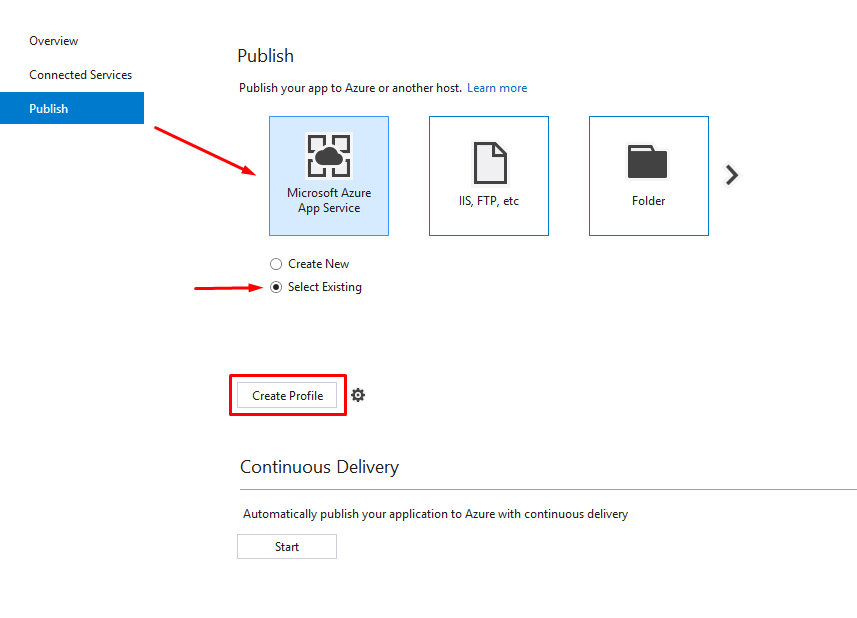 Overview
Connected Services
Publish
Publish
Publish your app to Azure or another host. Learn more
Microsoft Azure
App Service
IIS, FTP, etc
Folder
Create New
Select Existing
Create Profile
Continuous Delivery
Automatically publish your application to Azure with continuous delivery
Start